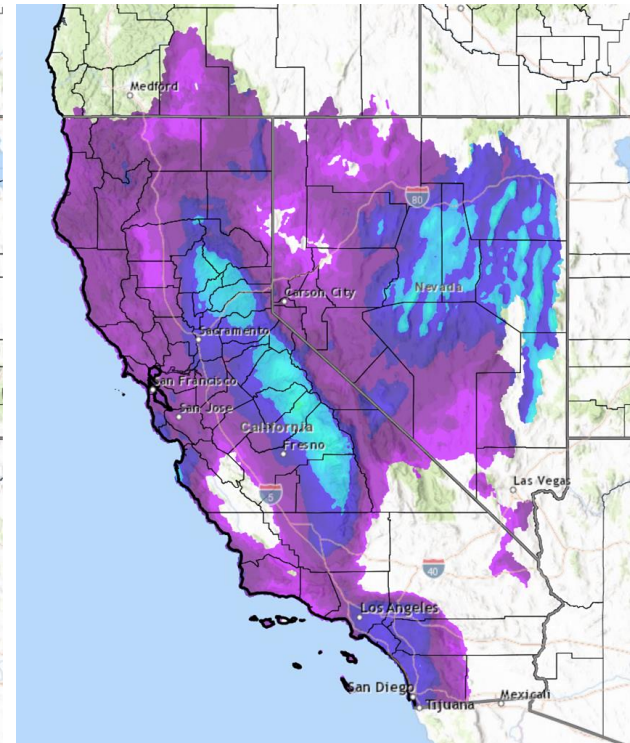 Medford
80
Carson City
Nevada
Sacramento
San Francisco
San Jose
California
Fresno
5
Las Vegas
40
Los Angeles
San Diego
Mexicali
Tijuana